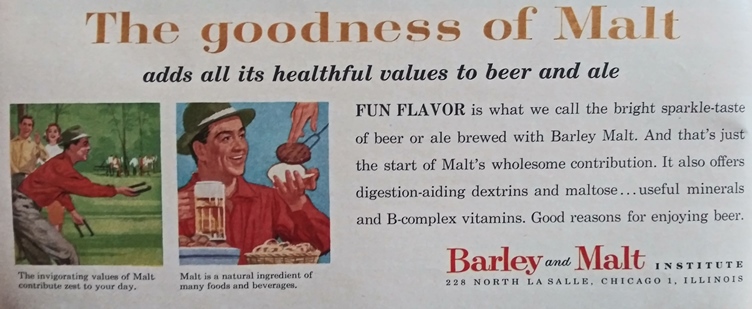 The goodness of Malt
adds all its healthful values to beer and ale
The invigorating values of Malt
contribute zest to your day.
Malt is a natural ingredient of
many foods and beverages.
FUN FLAVOR is what we call the bright sparkle-taste
of beer or ale brewed with Barley Malt. And that's just
the start of Malt's wholesome contribution. It also offers
digestion-aiding dextrins and maltose...useful minerals
and B-complex vitamins. Good reasons for enjoying beer.
Barley and Malt INSTITUTE
228 NORTH LA SALLE, CHICAGO 1, ILLINOIS